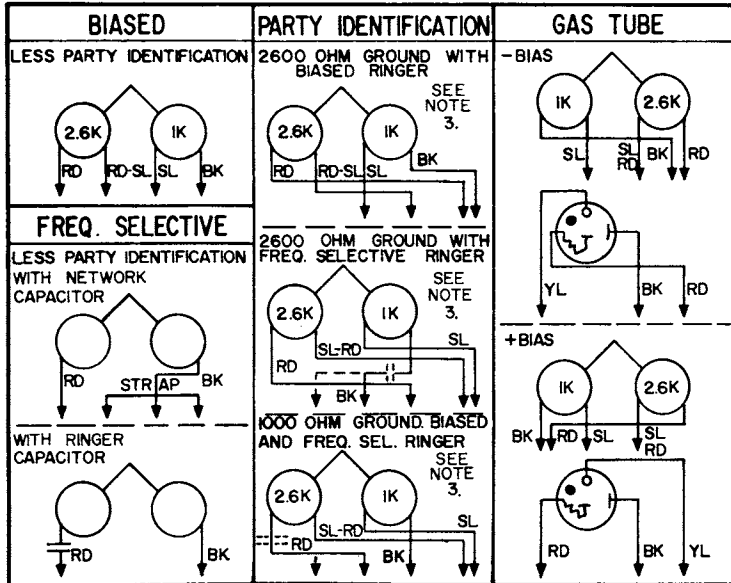 BIASED
LESS PARTY IDENTIFICATION
2.6K
1K
RD
RD-SL
SL
BK
FREQ. SELECTIVE
LESS PARTY IDENTIFICATION
WITH NETWORK
CAPACITOR
RD
STRAP
BK
WITH RINGER
CAPACITOR
RD
BK
PARTY IDENTIFICATION
2600 OHM GROUND WITH
BIASED RINGER
SEE
NOTE
3.
2.6K
1K
RD
RD-SL
SL
BK
2600 OHM GROUND WITH
FREQ. SELECTIVE RINGER
SEE
NOTE
3.
2.6K
1K
RD
SL-RD
SL
BK
1000 OHM GROUND. BIASED
AND FREQ. SEL. RINGER
SEE
NOTE
3.
2.6K
1K
RD
SL-RD
SL
BK
GAS TUBE
-BIAS
1K
2.6K
SL
SL
RD
BK
RD
YL
BK
RD
+BIAS
1K
2.6K
BK
RD
SL
SL
RD
RD
BK
YL